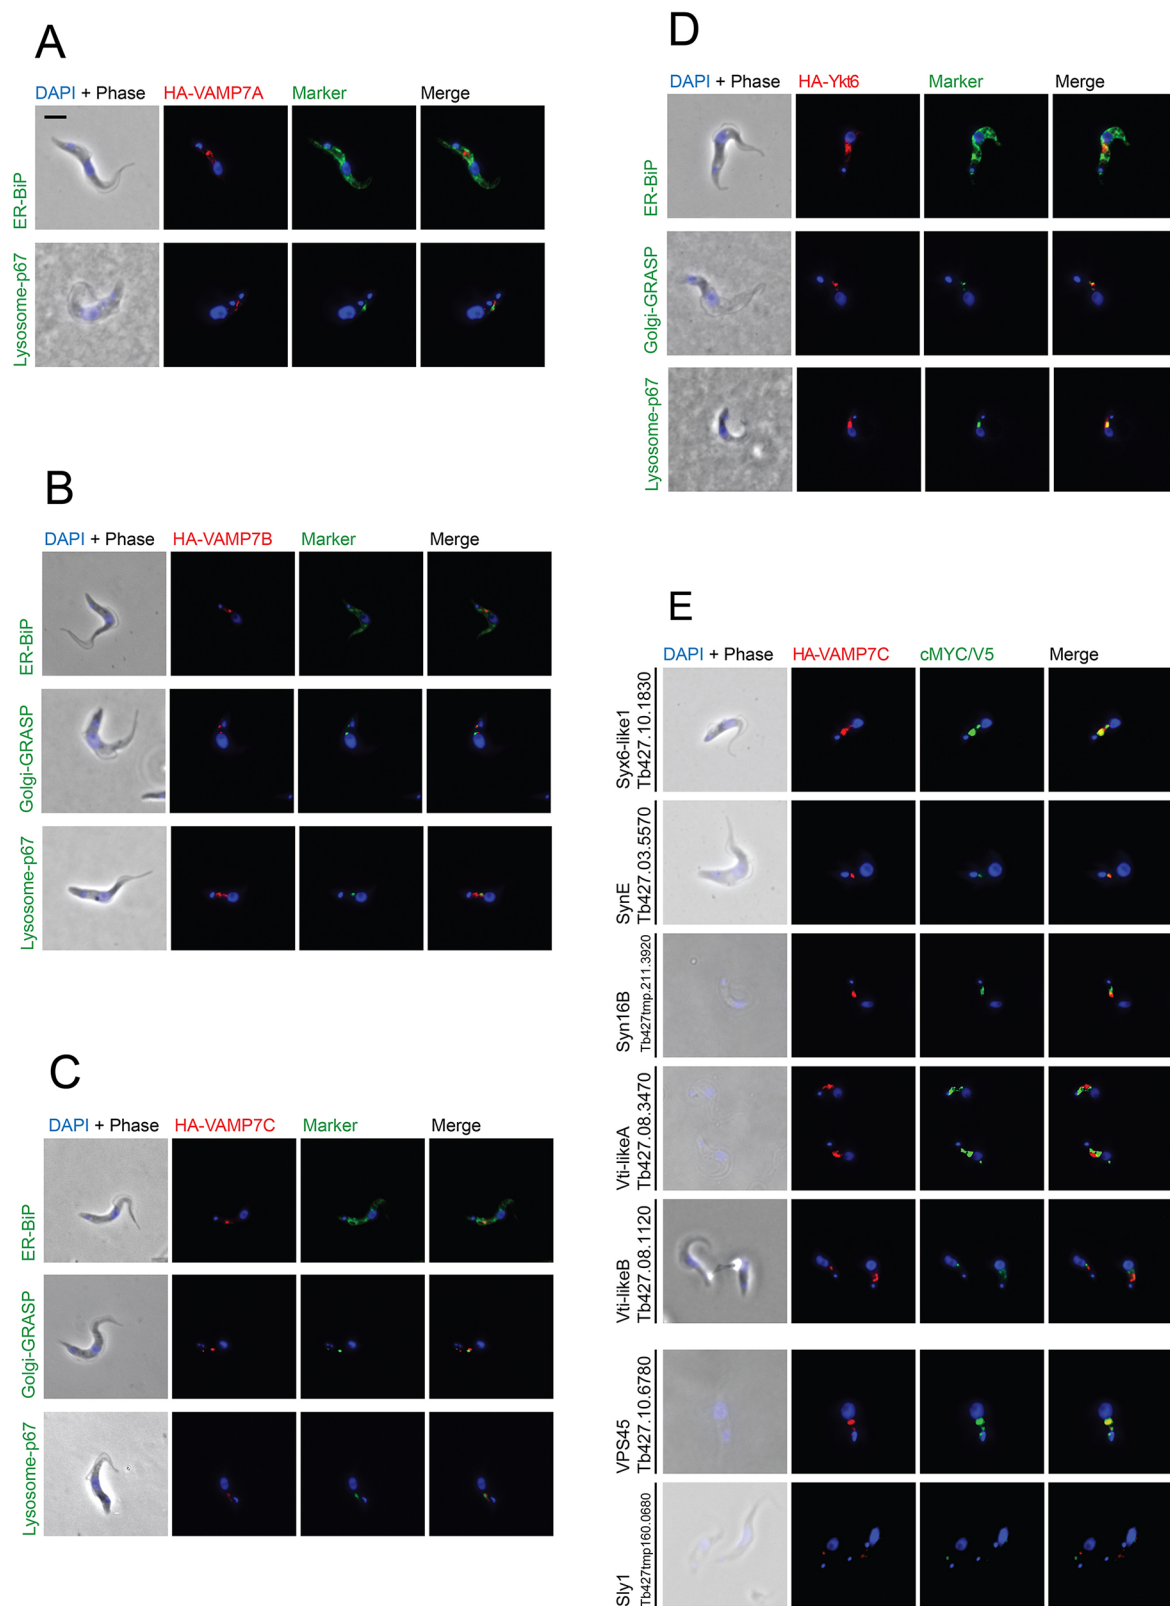 A
DAPI + Phase HA-VAMP7A Marker Merge
ER-BiP
Lysosome-p67
B
DAPI + Phase HA-VAMP7B Marker Merge
ER-BiP
Golgi-GRASP
Lysosome-p67
C
DAPI + Phase HA-VAMP7C Marker Merge
ER-BiP
Golgi-GRASP
Lysosome-p67
D
DAPI + Phase HA-Ykt6 Marker Merge
ER-BiP
Golgi-GRASP
Lysosome-p67
E
DAPI + Phase HA-VAMP7C cMYC/V5 Merge
Syx6-like1
Tb427.10.1830
SynE
Tb427.03.5570
Syn16B
Tb427tmp.211.3920
Vti-likeA
Tb427.08.3470
Vti-likeB
Tb427.08.1120
VPS45
Tb427.10.6780
Sly1
Tb427tmp160.0680